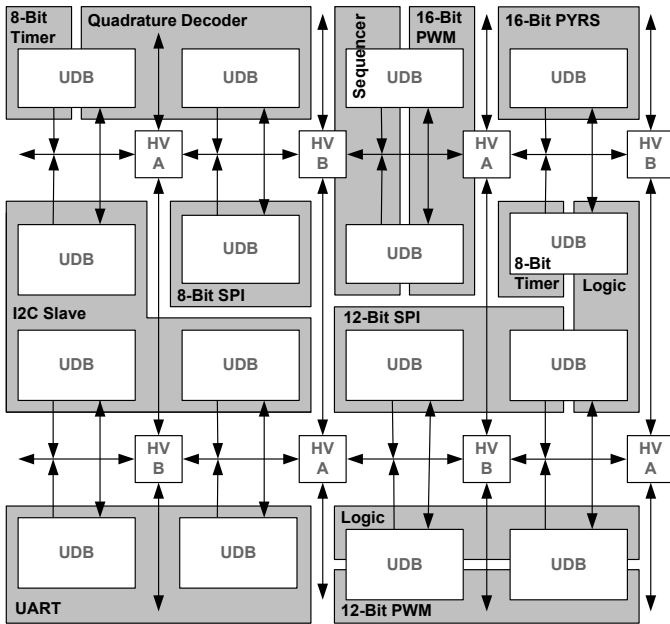 8-Bit
Timer
Quadrature Decoder
Sequencer
16-Bit
PWM
16-Bit PYRS
UDB
UDB
UDB
UDB
HV
A
HV
B
HV
A
HV
B
UDB
UDB
UDB
UDB
8-Bit
Timer
Logic
I2C Slave
8-Bit SPI
12-Bit SPI
UDB
UDB
UDB
UDB
HV
B
HV
A
HV
B
HV
A
Logic
UDB
UDB
UDB
UDB
UART
12-Bit PWM